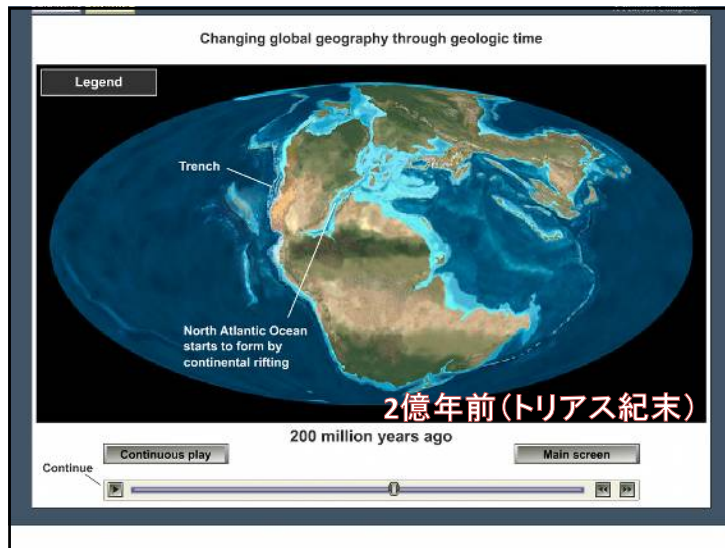 Changing global geography through geologic time
Legend
Trench
North Atlantic Ocean
starts to form by
continental rifting
2億年前(トリアス紀末)
200 million years ago
Continuous play
Main screen
Continue